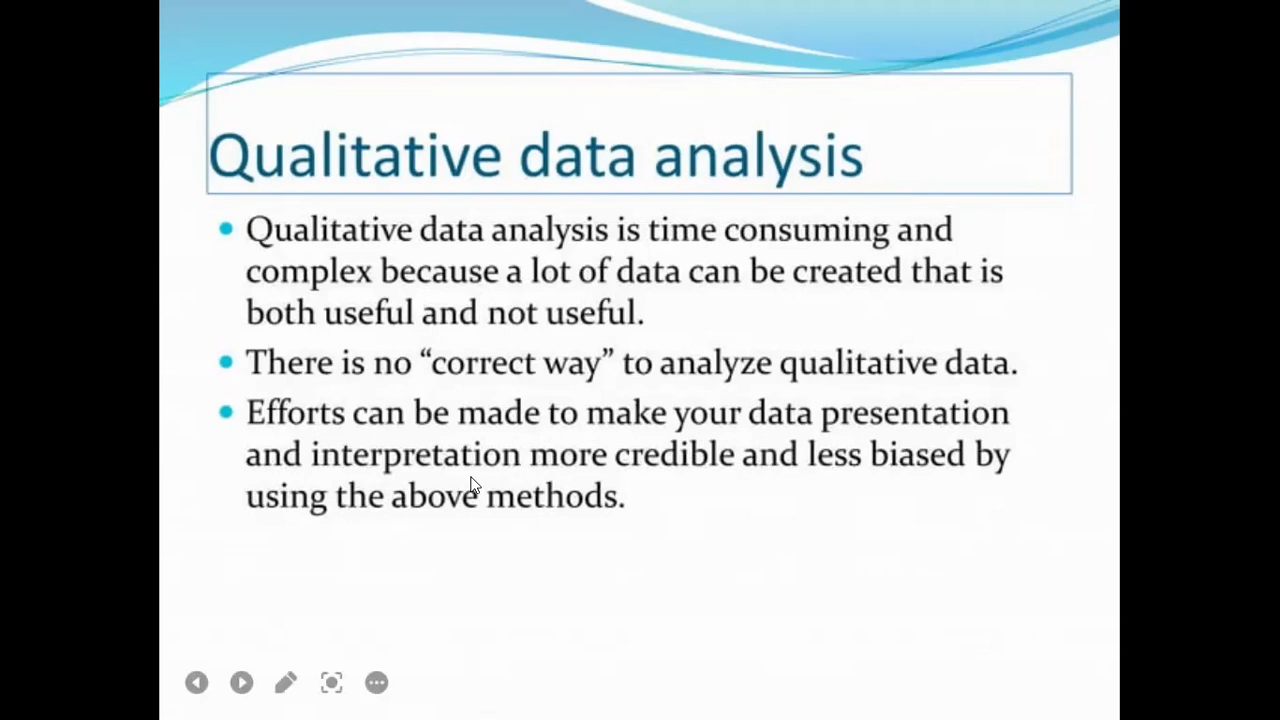 Qualitative data analysis
Qualitative data analysis is time consuming and
complex because a lot of data can be created that is
both useful and not useful.
There is no “correct way” to analyze qualitative data.
Efforts can be made to make your data presentation
and interpretation more credible and less biased by
using the above methods.